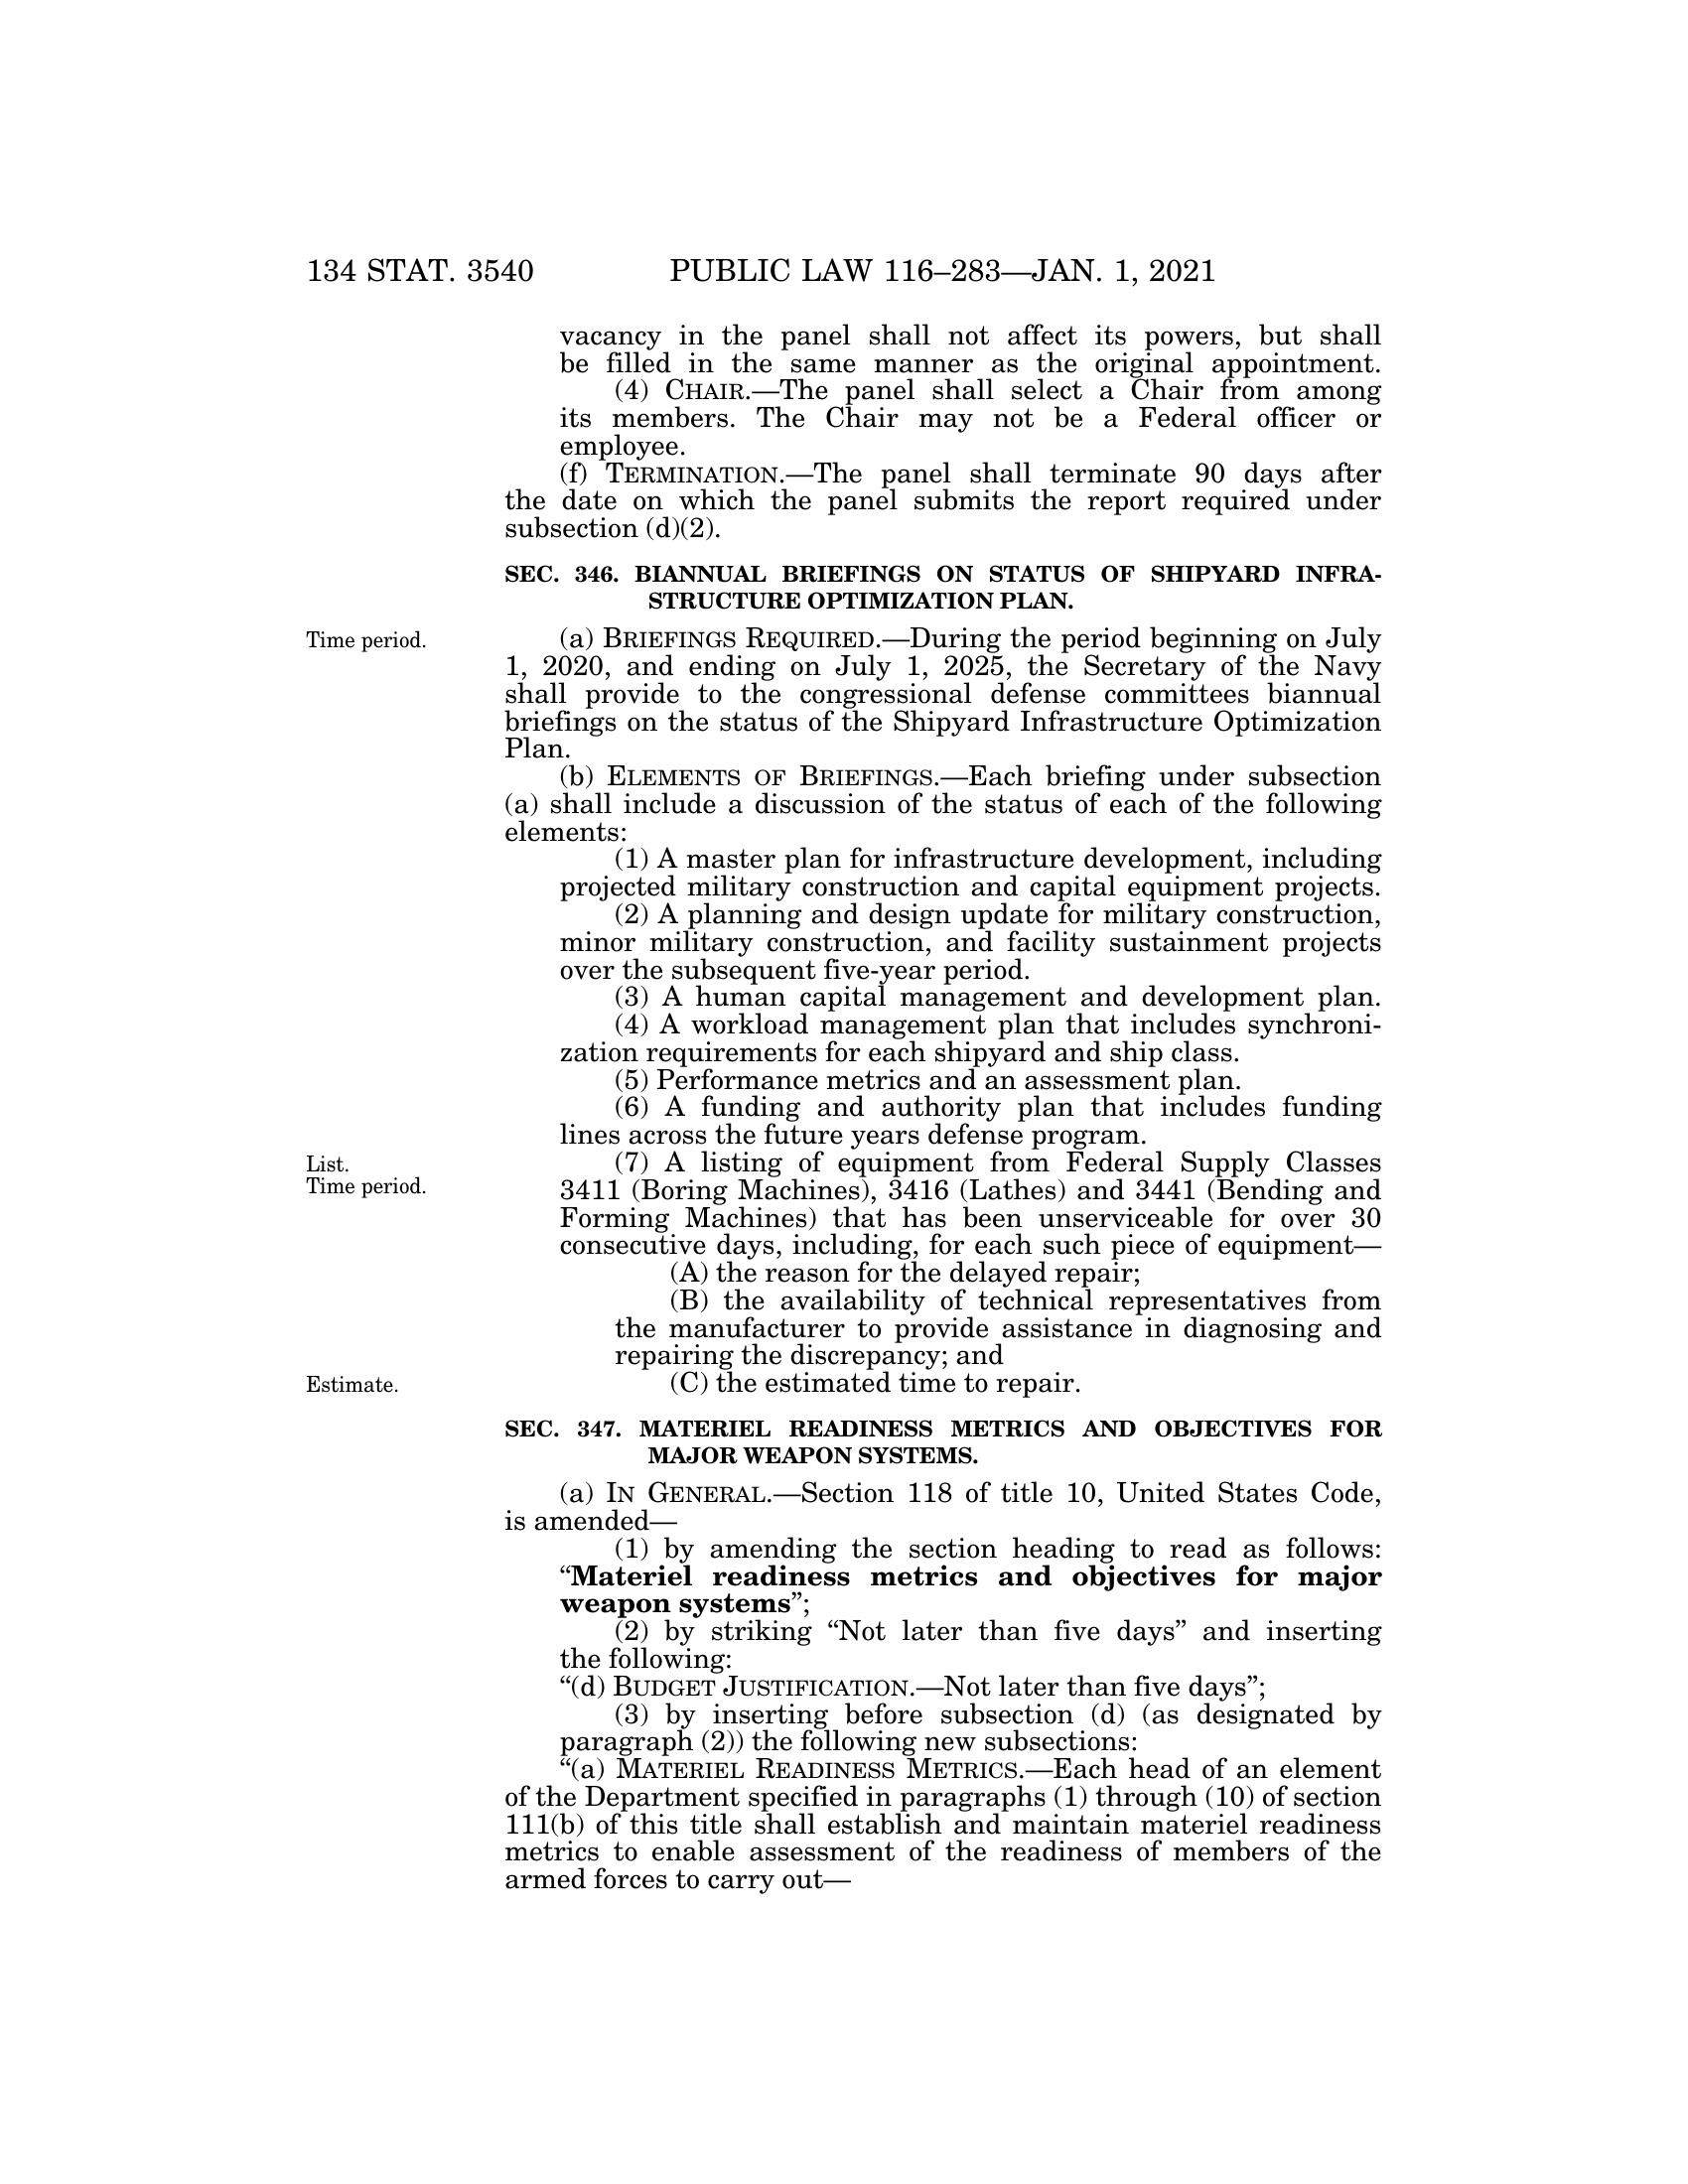 134 STAT. 3540 PUBLIC LAW 116–283—JAN. 1, 2021
vacancy in the panel shall not affect its powers, but shall
be filled in the same manner as the original appointment.
(4) CHAIR.—The panel shall select a Chair from among
its members. The Chair may not be a Federal officer or
employee.
(f) TERMINATION.—The panel shall terminate 90 days after
the date on which the panel submits the report required under
subsection (d)(2).
SEC. 346. BIANNUAL BRIEFINGS ON STATUS OF SHIPYARD INFRA-
STRUCTURE OPTIMIZATION PLAN.
Time period.
(a) BRIEFINGS REQUIRED.—During the period beginning on July
1, 2020, and ending on July 1, 2025, the Secretary of the Navy
shall provide to the congressional defense committees biannual
briefings on the status of the Shipyard Infrastructure Optimization
Plan.
(b) ELEMENTS OF BRIEFINGS.—Each briefing under subsection
(a) shall include a discussion of the status of each of the following
elements:
(1) A master plan for infrastructure development, including
projected military construction and capital equipment projects.
(2) A planning and design update for military construction,
minor military construction, and facility sustainment projects
over the subsequent five-year period.
(3) A human capital management and development plan.
(4) A workload management plan that includes synchroni-
zation requirements for each shipyard and ship class.
(5) Performance metrics and an assessment plan.
(6) A funding and authority plan that includes funding
lines across the future years defense program.
List.
Time period.
(7) A listing of equipment from Federal Supply Classes
3411 (Boring Machines), 3416 (Lathes) and 3441 (Bending and
Forming Machines) that has been unserviceable for over 30
consecutive days, including, for each such piece of equipment—
(A) the reason for the delayed repair;
(B) the availability of technical representatives from
the manufacturer to provide assistance in diagnosing and
repairing the discrepancy; and
Estimate.
(C) the estimated time to repair.
SEC. 347. MATERIEL READINESS METRICS AND OBJECTIVES FOR
MAJOR WEAPON SYSTEMS.
(a) IN GENERAL.—Section 118 of title 10, United States Code,
is amended—
(1) by amending the section heading to read as follows:
“Materiel readiness metrics and objectives for major
weapon systems”;
(2) by striking “Not later than five days” and inserting
the following:
“(d) BUDGET JUSTIFICATION.—Not later than five days”;
(3) by inserting before subsection (d) (as designated by
paragraph (2)) the following new subsections:
“(a) MATERIEL READINESS METRICS.—Each head of an element
of the Department specified in paragraphs (1) through (10) of section
111(b) of this title shall establish and maintain materiel readiness
metrics to enable assessment of the readiness of members of the
armed forces to carry out—